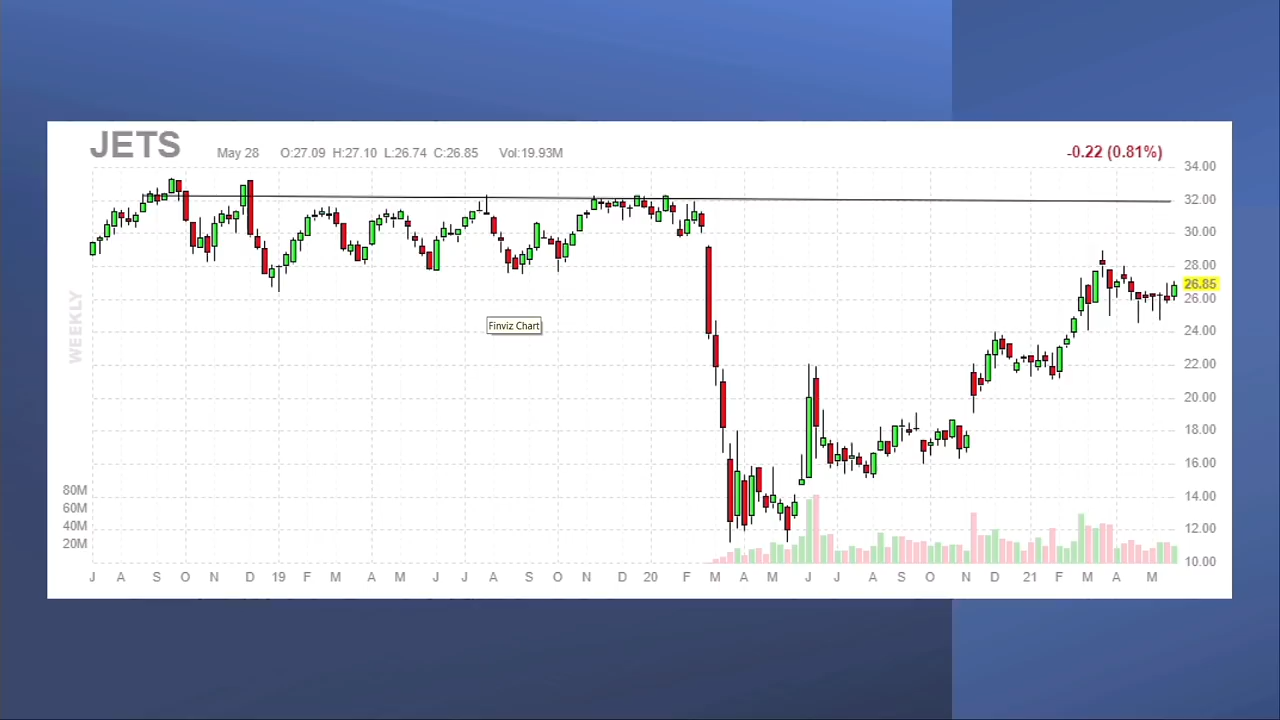 JETS May 28 O:27.09 H:27.10 L:26.74 C:26.85 Vol:19.93M -0.22 (0.81%)
34.00
32.00
30.00
28.00
26.85
26.00
24.00
22.00
20.00
18.00
16.00
14.00
12.00
10.00
WEEKLY
Finviz Chart
80M
60M
40M
20M
J A S O N D 19 F M A M J J A S O N D 20 F M A M J J A S O N D 21 F M A M